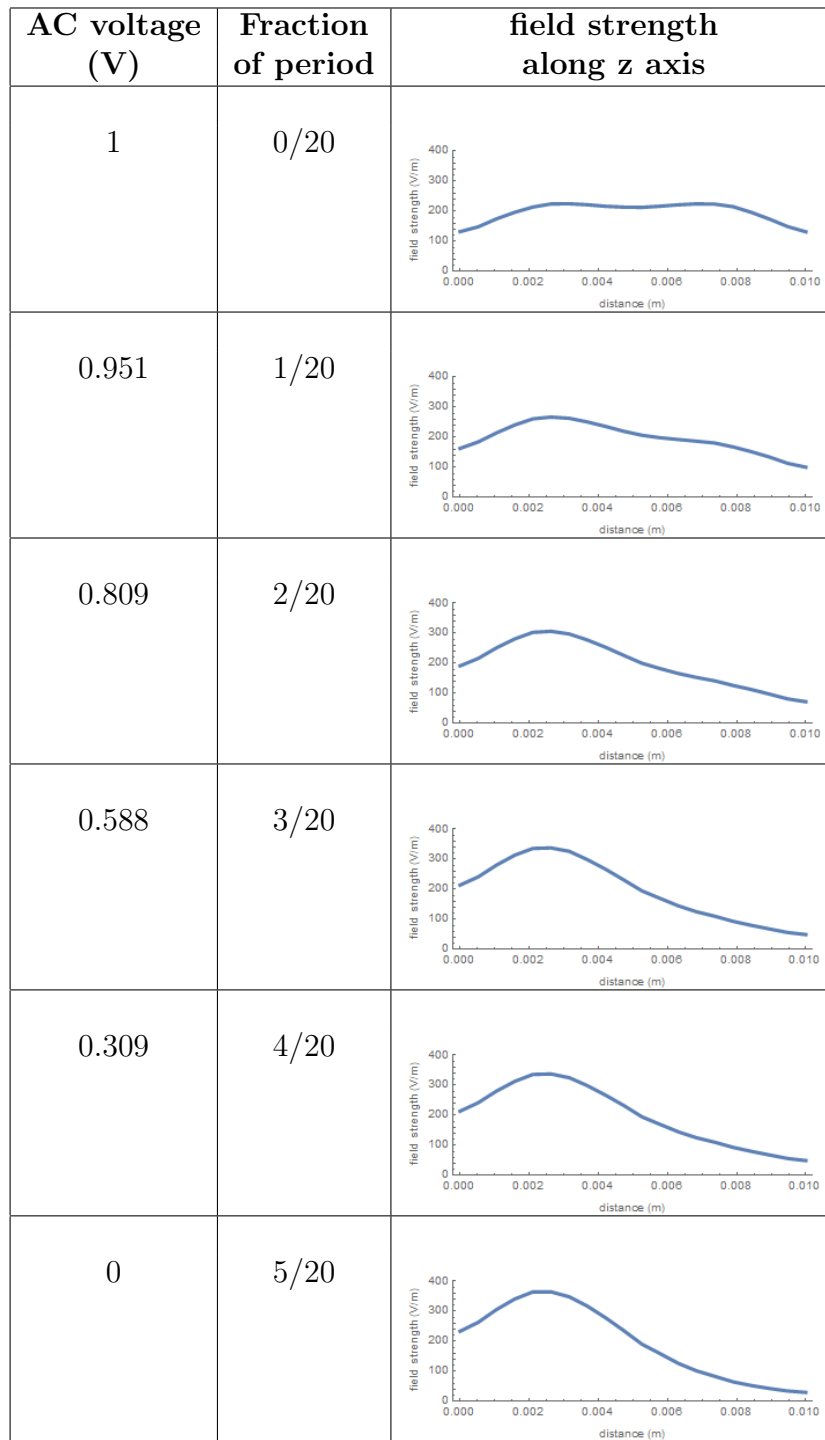 AC voltage (V) Fraction of period field strength along z axis
1 0/20
400
300
200
100
0
field strength (V/m)
0.000 0.002 0.004 0.006 0.008 0.010
distance (m)
0.951 1/20
400
300
200
100
0
field strength (V/m)
0.000 0.002 0.004 0.006 0.008 0.010
distance (m)
0.809 2/20
400
300
200
100
0
field strength (V/m)
0.000 0.002 0.004 0.006 0.008 0.010
distance (m)
0.588 3/20
400
300
200
100
0
field strength (V/m)
0.000 0.002 0.004 0.006 0.008 0.010
distance (m)
0.309 4/20
400
300
200
100
0
field strength (V/m)
0.000 0.002 0.004 0.006 0.008 0.010
distance (m)
0 5/20
400
300
200
100
0
field strength (V/m)
0.000 0.002 0.004 0.006 0.008 0.010
distance (m)